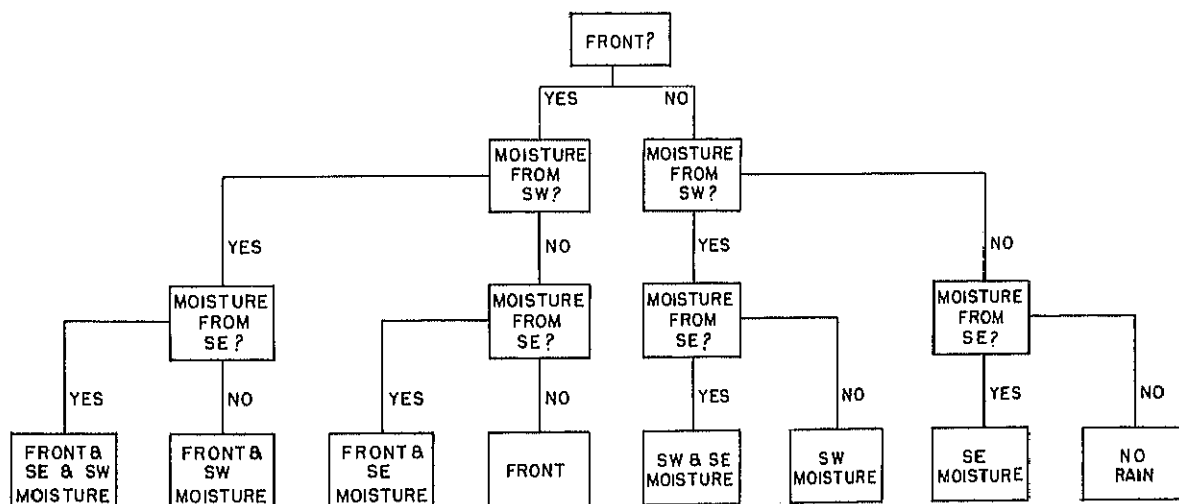 FRONT?
YES
NO
MOISTURE
FROM
SW?
MOISTURE
FROM
SW?
YES
NO
YES
NO
MOISTURE
FROM
SE?
MOISTURE
FROM
SE?
MOISTURE
FROM
SE?
MOISTURE
FROM
SE?
YES
NO
YES
NO
YES
NO
YES
NO
FRONT &
SE & SW
MOISTURE
FRONT &
SW
MOISTURE
FRONT &
SE
MOISTURE
FRONT
SW & SE
MOISTURE
SW
MOISTURE
SE
MOISTURE
NO
RAIN